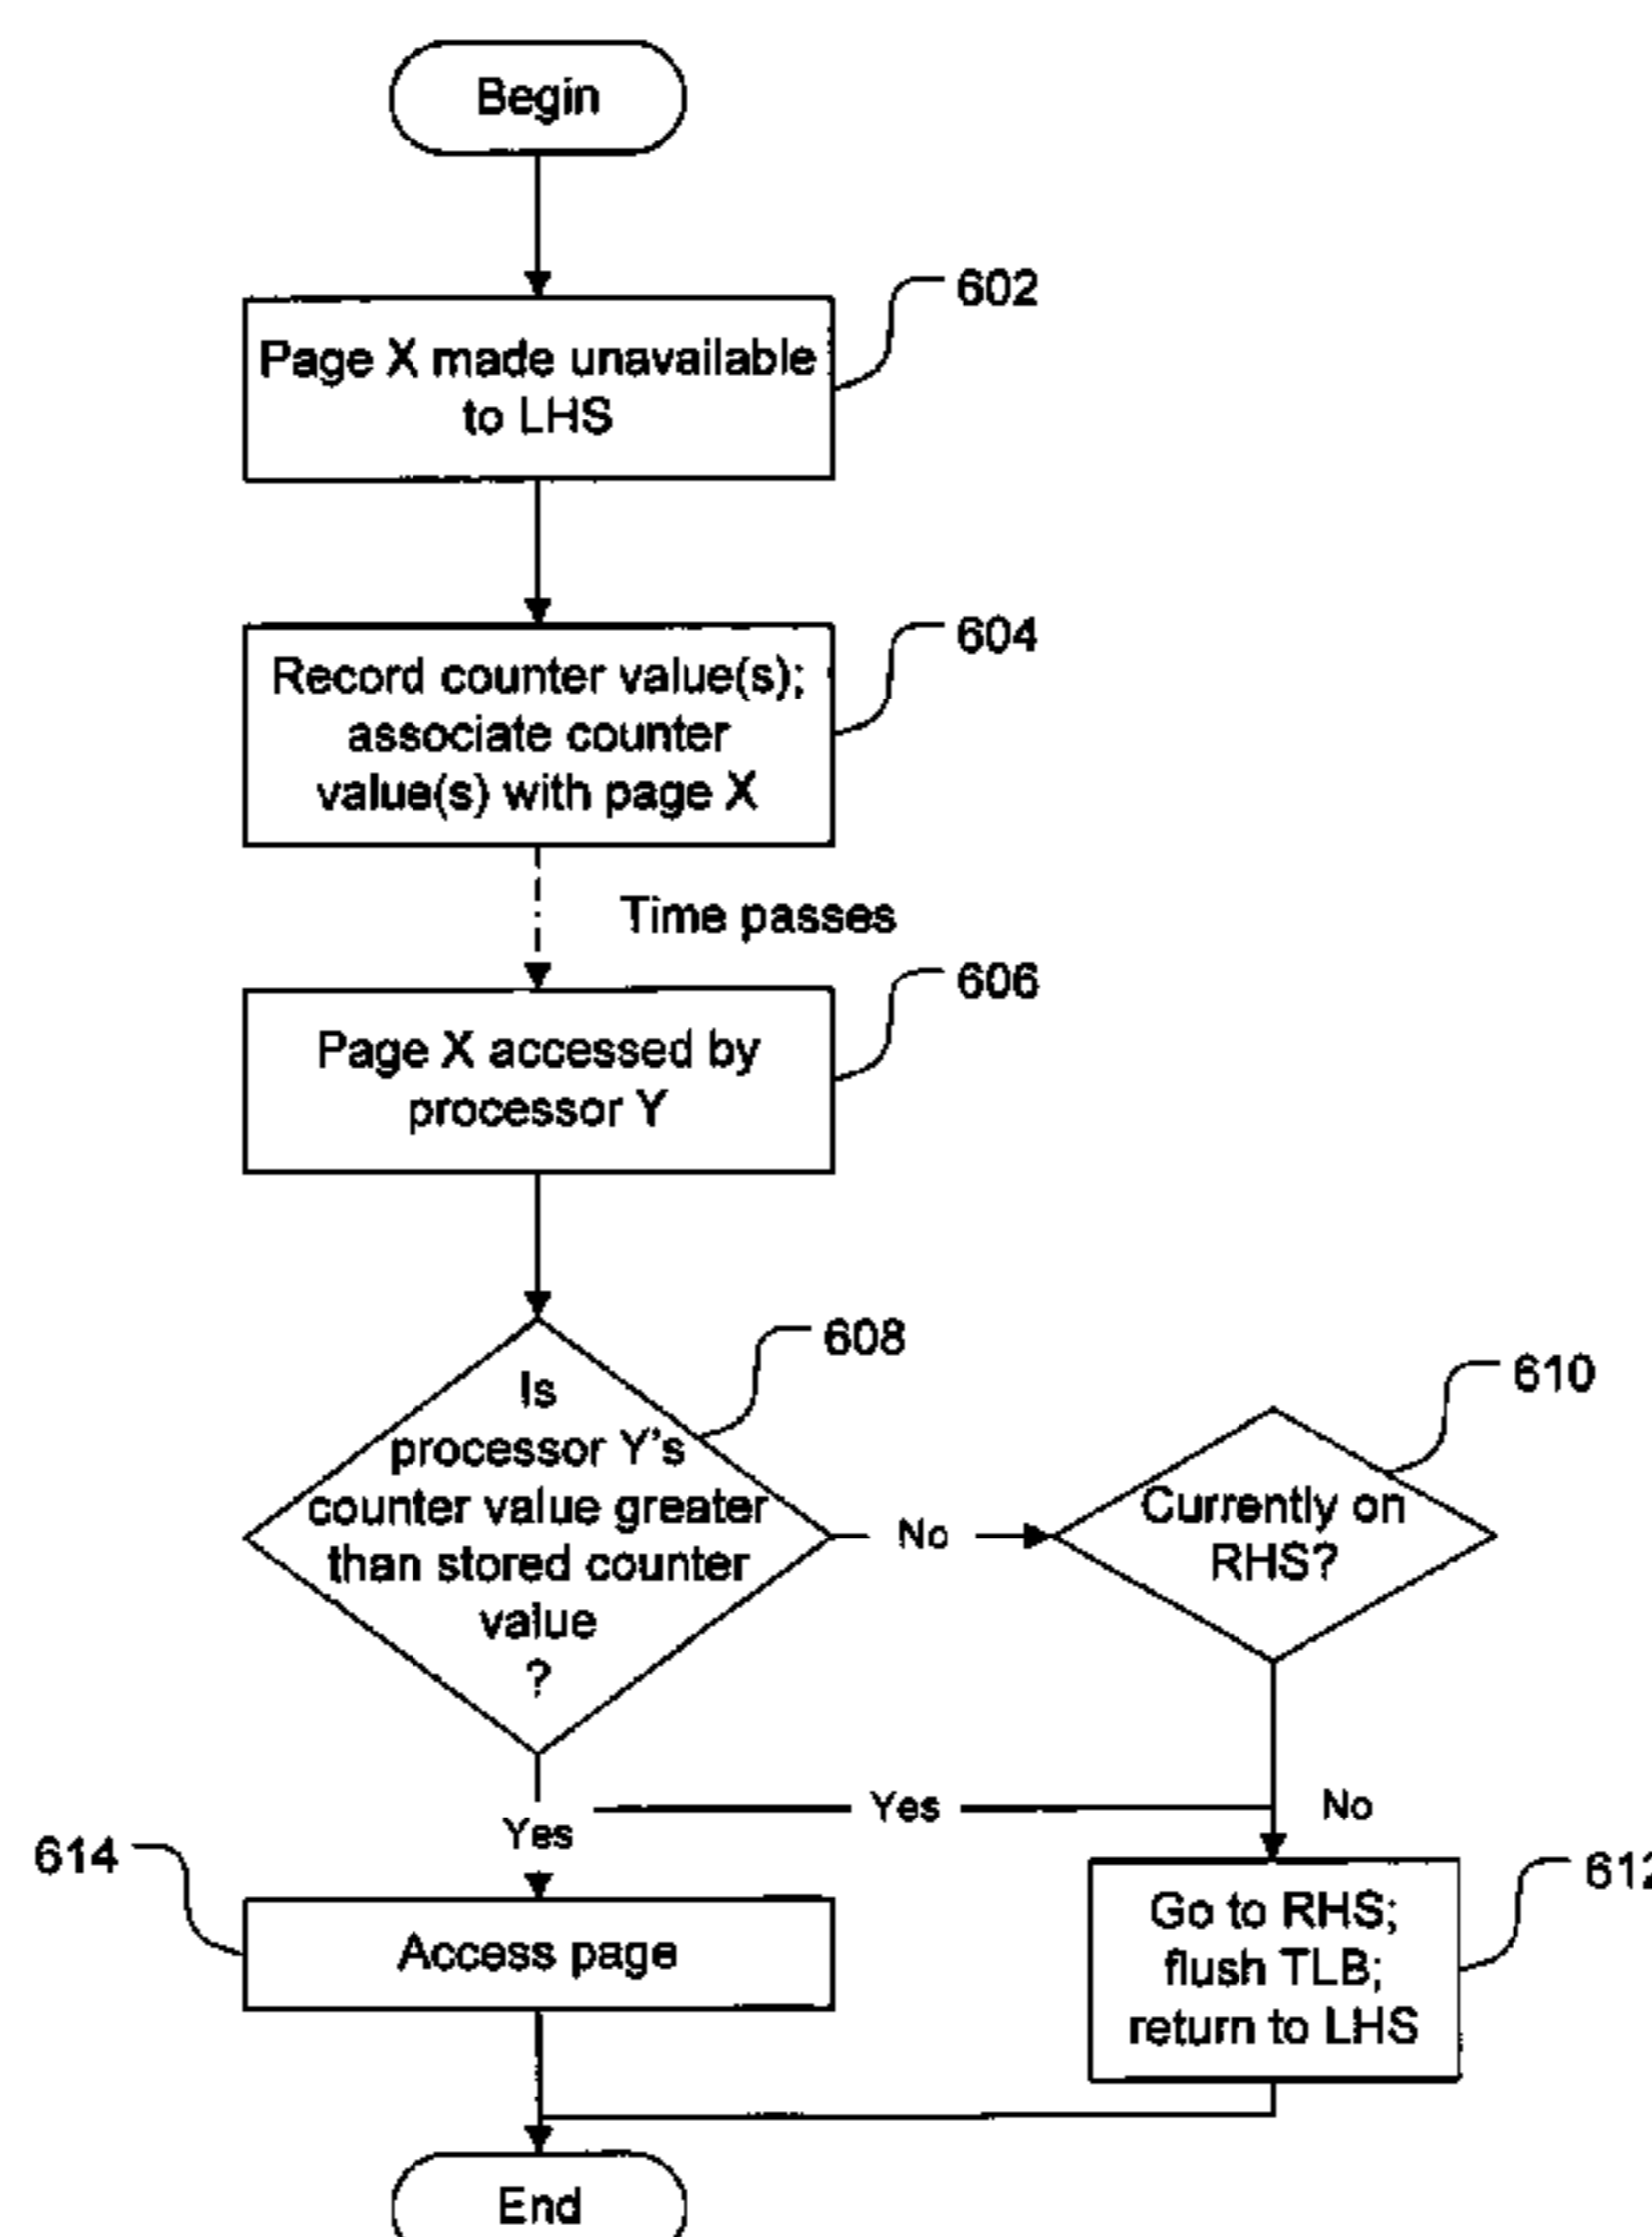 Begin
602
Page X made unavailable
to LHS
604
Record counter value(s);
associate counter
value(s) with page X
Time passes
606
Page X accessed by
processor Y
608
Is
processor Y's
counter value greater
than stored counter
value
?
No
610
Currently on
RHS?
Yes
Yes
No
614
Access page
612
Go to RHS;
flush TLB;
return to LHS
End